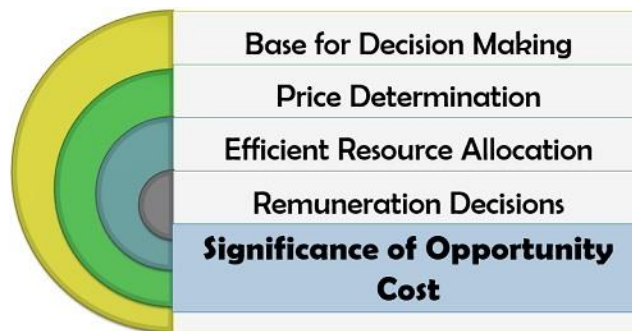 Base for Decision Making
Price Determination
Efficient Resource Allocation
Remuneration Decisions
Significance of Opportunity
Cost